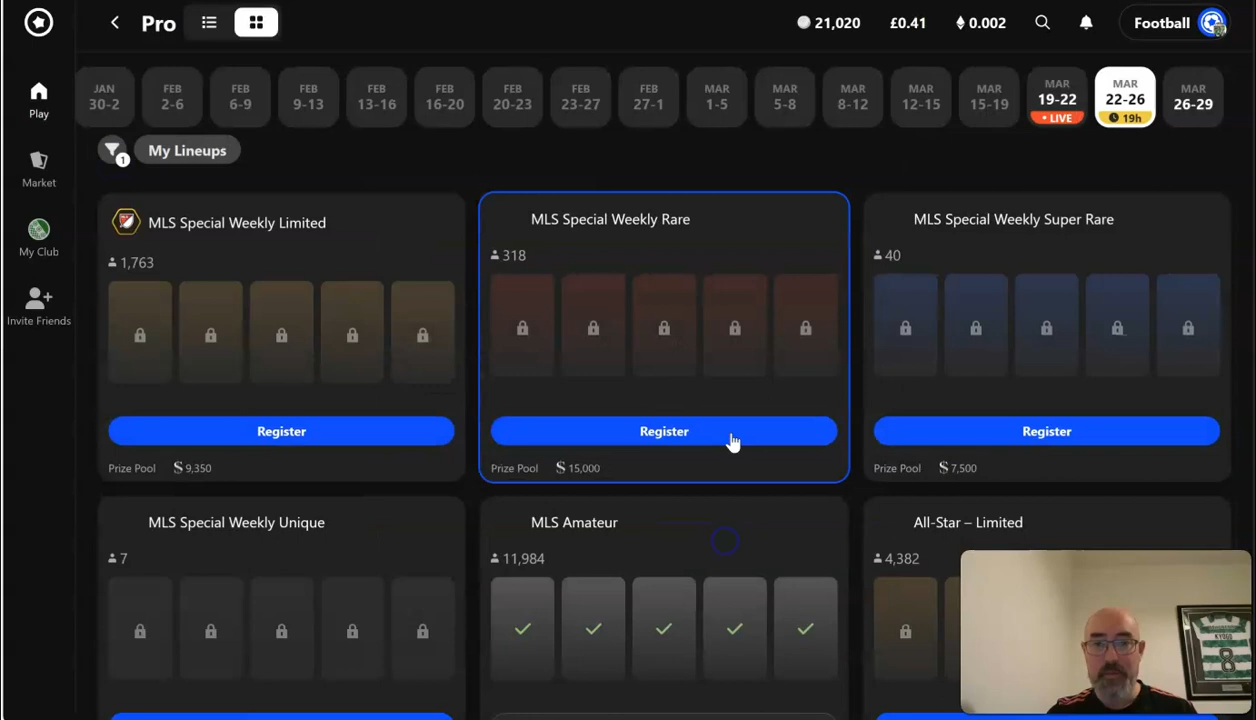 Pro
21,020
£0.41
0.002
Football
JAN
30-2
FEB
2-6
FEB
6-9
FEB
9-13
FEB
13-16
FEB
16-20
FEB
20-23
FEB
23-27
FEB
27-1
MAR
1-5
MAR
5-8
MAR
8-12
MAR
12-15
MAR
15-19
MAR
19-22
• LIVE
MAR
22-26
19h
MAR
26-29
Play
Market
My Club
Invite Friends
1
My Lineups
MLS Special Weekly Limited
1,763
Register
Prize Pool $ 9,350
MLS Special Weekly Rare
318
Register
Prize Pool $ 15,000
MLS Special Weekly Super Rare
40
Register
Prize Pool $ 7,500
MLS Special Weekly Unique
7
MLS Amateur
11,984
All-Star – Limited
4,382
KYOGO
8